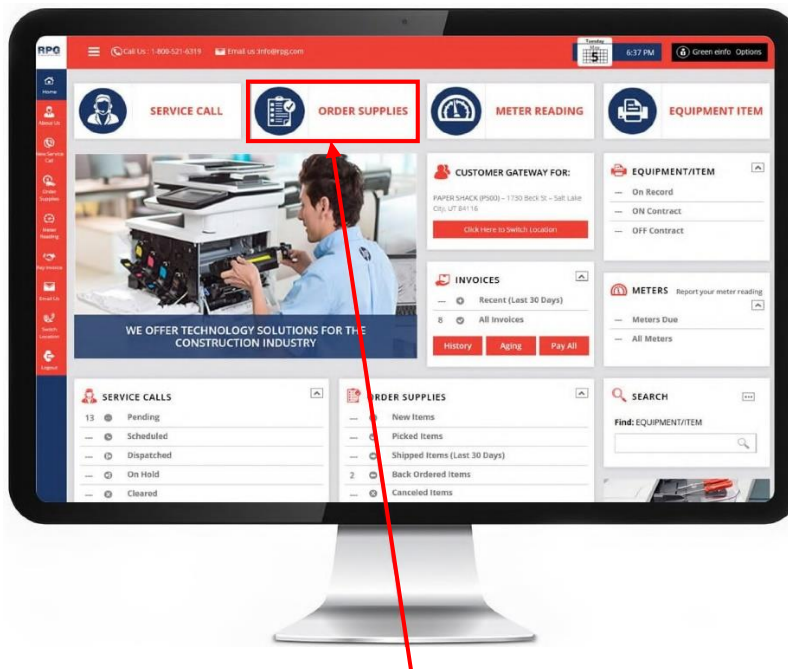 RPG
Call Us : 1-800-521-6319
Email us :info@rpg.com
Tuesday
5
6:37 PM
Green einfo Options
Home
About Us
New Service Call
Order Supplies
Meter Reading
Pay Invoice
Email Us
Switch Location
Logout
SERVICE CALL
ORDER SUPPLIES
METER READING
EQUIPMENT ITEM
WE OFFER TECHNOLOGY SOLUTIONS FOR THE
CONSTRUCTION INDUSTRY
CUSTOMER GATEWAY FOR:
PAPER SHACK (P500) – 1730 Beck St – Salt Lake
City, UT 84116
Click Here to Switch Location
EQUIPMENT/ITEM
— On Record
— ON Contract
— OFF Contract
INVOICES
— Recent (Last 30 Days)
8 All Invoices
History Aging Pay All
METERS Report your meter reading
— Meters Due
— All Meters
SERVICE CALLS
13 Pending
— Scheduled
— Dispatched
— On Hold
— Cleared
ORDER SUPPLIES
— New Items
— Picked Items
— Shipped Items (Last 30 Days)
2 Back Ordered Items
— Canceled Items
SEARCH
Find: EQUIPMENT/ITEM